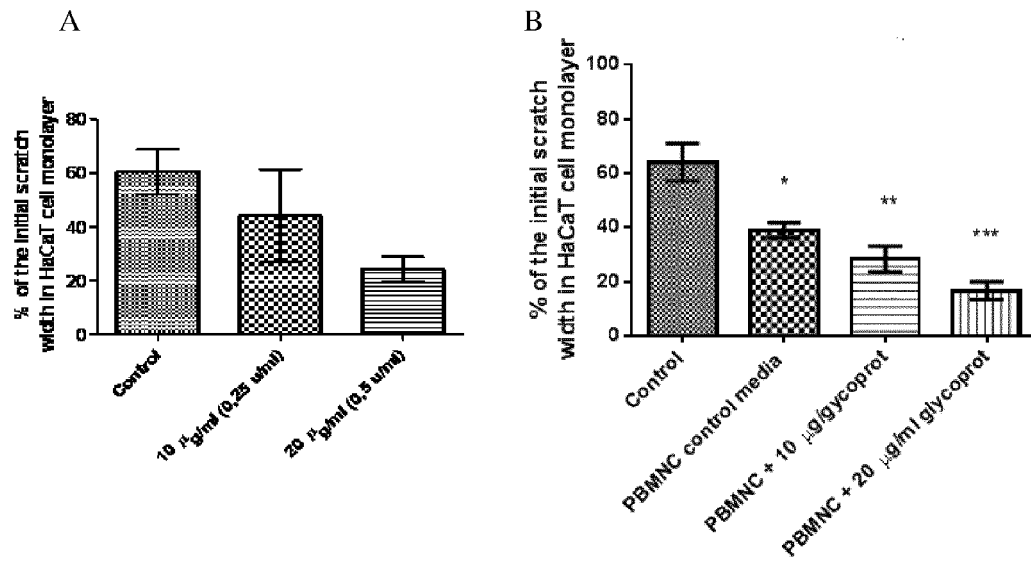 A
% of the initial scratch
width in HaCaT cell monolayer
80
60
40
20
0
Control
10 µg/ml (0,25 u/ml)
20 µg/ml (0,5 u/ml)
B
% of the initial scratch
width in HaCaT cell monolayer
100
80
60
40
20
0
*
**
***
Control
PBMNC control media
PBMNC + 10 µg/gycoprot
PBMNC + 20 µg/ml glycoprot